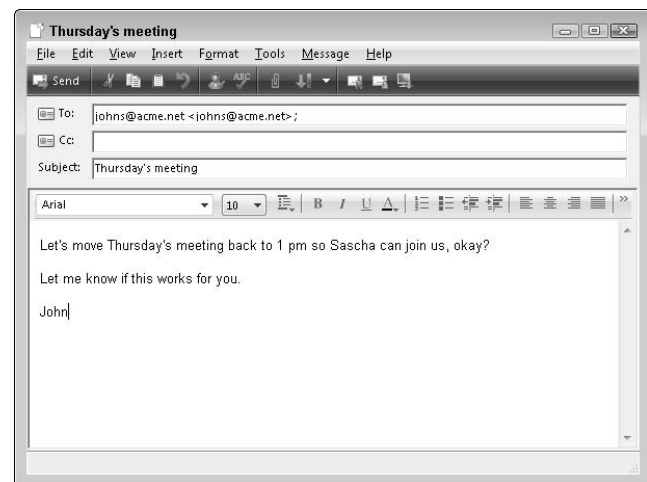 Thursday's meeting
File Edit View Insert Format Tools Message Help
Send
To: johns@acme.net <johns@acme.net>;
Cc:
Subject: Thursday's meeting
Arial 10 B I U A
Let's move Thursday's meeting back to 1 pm so Sascha can join us, okay?
Let me know if this works for you.
John